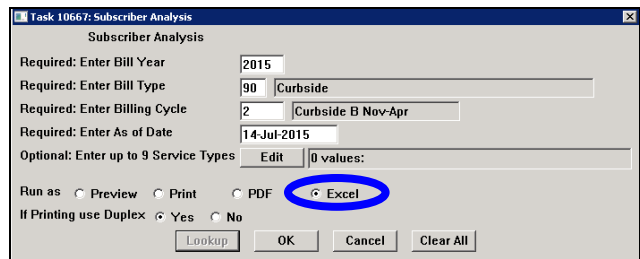 Task 10667: Subscriber Analysis
Subscriber Analysis
Required: Enter Bill Year 2015
Required: Enter Bill Type 90 Curbside
Required: Enter Billing Cycle 2 Curbside B Nov-Apr
Required: Enter As of Date 14-Jul-2015
Optional: Enter up to 9 Service Types Edit 0 values:
Run as Preview Print PDF Excel
If Printing use Duplex Yes No
Lookup OK Cancel Clear All